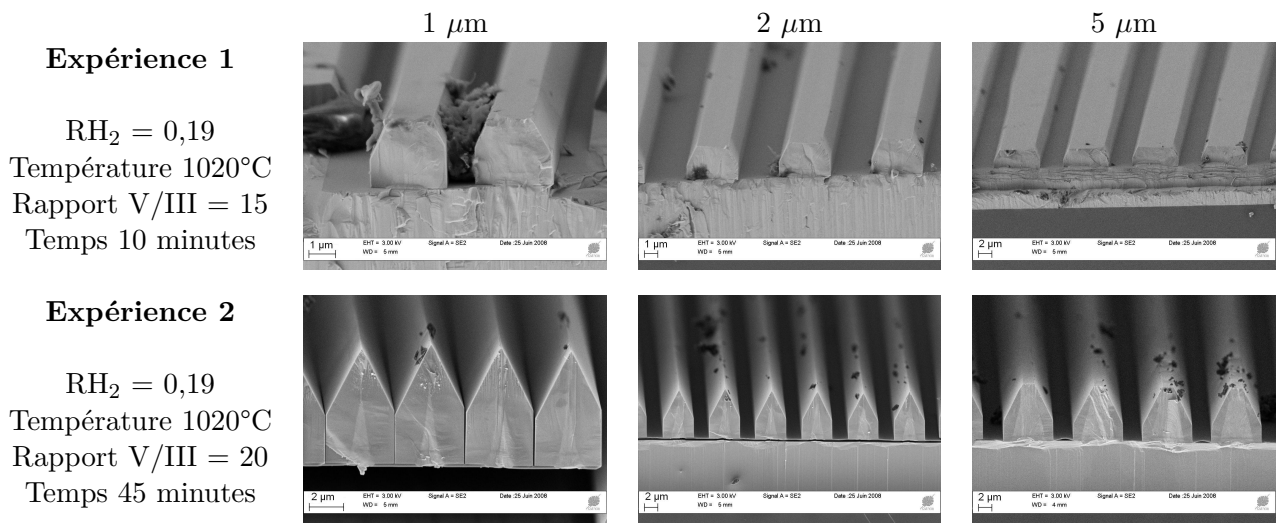 1 μm
2 μm
5 μm
Expérience 1
RH2 = 0,19
Température 1020°C
Rapport V/III = 15
Temps 10 minutes
1 µm EHT = 3.00 kV Signal A = SE2 Date :25 Juin 2008
WD = 5 mm
1 µm EHT = 3.00 kV Signal A = SE2 Date :25 Juin 2008
WD = 5 mm
2 µm EHT = 3.00 kV Signal A = SE2 Date :25 Juin 2008
WD = 5 mm
Expérience 2
RH2 = 0,19
Température 1020°C
Rapport V/III = 20
Temps 45 minutes
2 µm EHT = 3.00 kV Signal A = SE2 Date :25 Juin 2008
WD = 5 mm
2 µm EHT = 3.00 kV Signal A = SE2 Date :25 Juin 2008
WD = 5 mm
2 µm EHT = 3.00 kV Signal A = SE2 Date :25 Juin 2008
WD = 4 mm